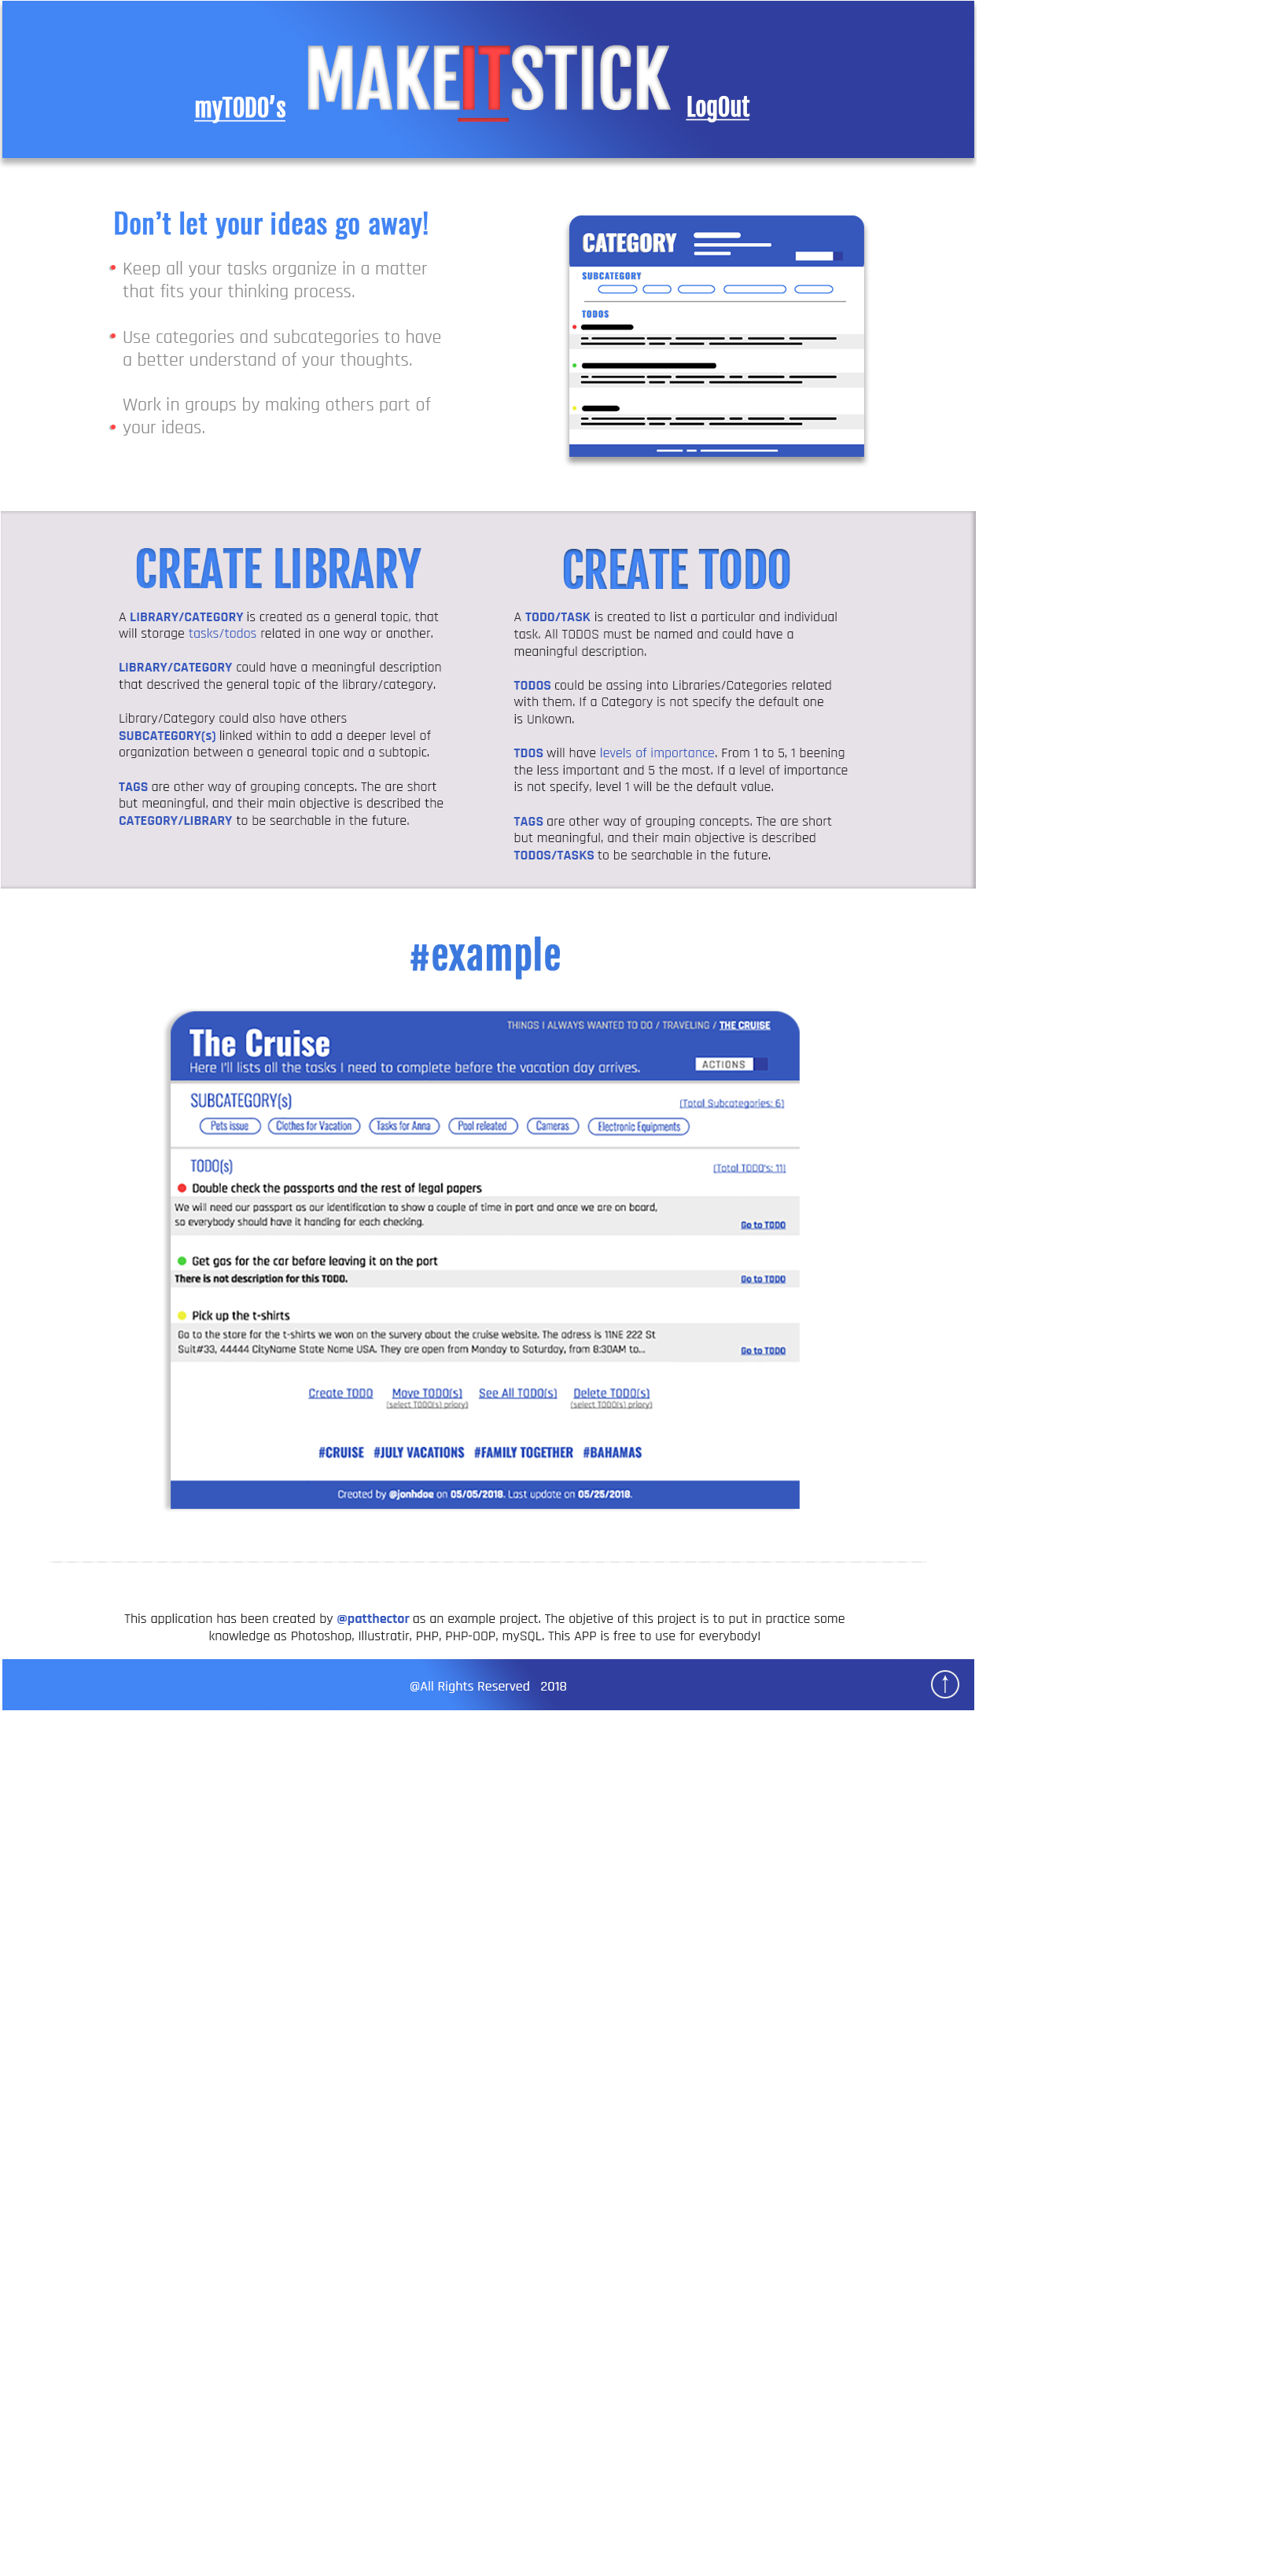 myTODO's MAKEITSTICK LogOut
Don't let your ideas go away!
Keep all your tasks organize in a matter
that fits your thinking process.
Use categories and subcategories to have
a better understand of your thoughts.
Work in groups by making others part of
your ideas.
CATEGORY
SUBCATEGORY
TODOS
CREATE LIBRARY
A LIBRARY/CATEGORY is created as a general topic, that
will storage tasks/todos related in one way or another.
LIBRARY/CATEGORY could have a meaningful description
that descrived the general topic of the library/category.
Library/Category could also have others
SUBCATEGORY(s) linked within to add a deeper level of
organization between a genearal topic and a subtopic.
TAGS are other way of grouping concepts. The are short
but meaningful, and their main objective is described the
CATEGORY/LIBRARY to be searchable in the future.
CREATE TODO
A TODO/TASK is created to list a particular and individual
task. All TODOS must be named and could have a
meaningful description.
TODOS could be assing into Libraries/Categories related
with them. If a Category is not specify the default one
is Unkown.
TDOS will have levels of importance. From 1 to 5, 1 beening
the less important and 5 the most. If a level of importance
is not specify, level 1 will be the default value.
TAGS are other way of grouping concepts. The are short
but meaningful, and their main objective is described
TODOS/TASKS to be searchable in the future.
#example
THINGS I ALWAYS WANTED TO DO / TRAVELING / THE CRUISE
The Cruise
Here I'll lists all the tasks I need to complete before the vacation day arrives.
ACTIONS
SUBCATEGORY(s)
(Total Subcategories: 6)
Pets issue Clothes for Vacation Tasks for Anna Pool releated Cameras Electronic Equipments
TODO(s)
(Total TODO's: 11)
Double check the passports and the rest of legal papers
We will need our passport as our identification to show a couple of time in port and once we are on board,
so everybody should have it handing for each checking.
Go to TODO
Get gas for the car before leaving it on the port
There is not description for this TODO.
Go to TODO
Pick up the t-shirts
Go to the store for the t-shirts we won on the survery about the cruise website. The adress is 11NE 222 St
Suit#33, 44444 CityName State Name USA. They are open from Monday to Saturday, from 8:30AM to...
Go to TODO
Create TODO Move TODO(s) See All TODO(s) Delete TODO(s)
(select TODO(s) priory) (select TODO(s) priory)
#CRUISE #JULY VACATIONS #FAMILY TOGETHER #BAHAMAS
Created by @jonhdoe on 05/05/2018. Last update on 05/25/2018.
This application has been created by @patthector as an example project. The objetive of this project is to put in practice some
knowledge as Photoshop, Illustratir, PHP, PHP-OOP, mySQL. This APP is free to use for everybody!
@All Rights Reserved 2018